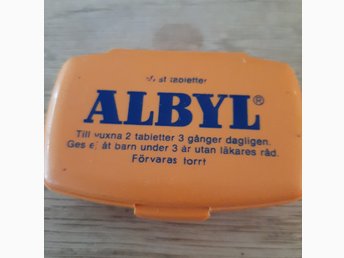 tabletter
ALBYL®
Till vuxna 2 tabletter 3 gånger dagligen.
Ges ej åt barn under 3 år utan läkares råd.
Förvaras torrt